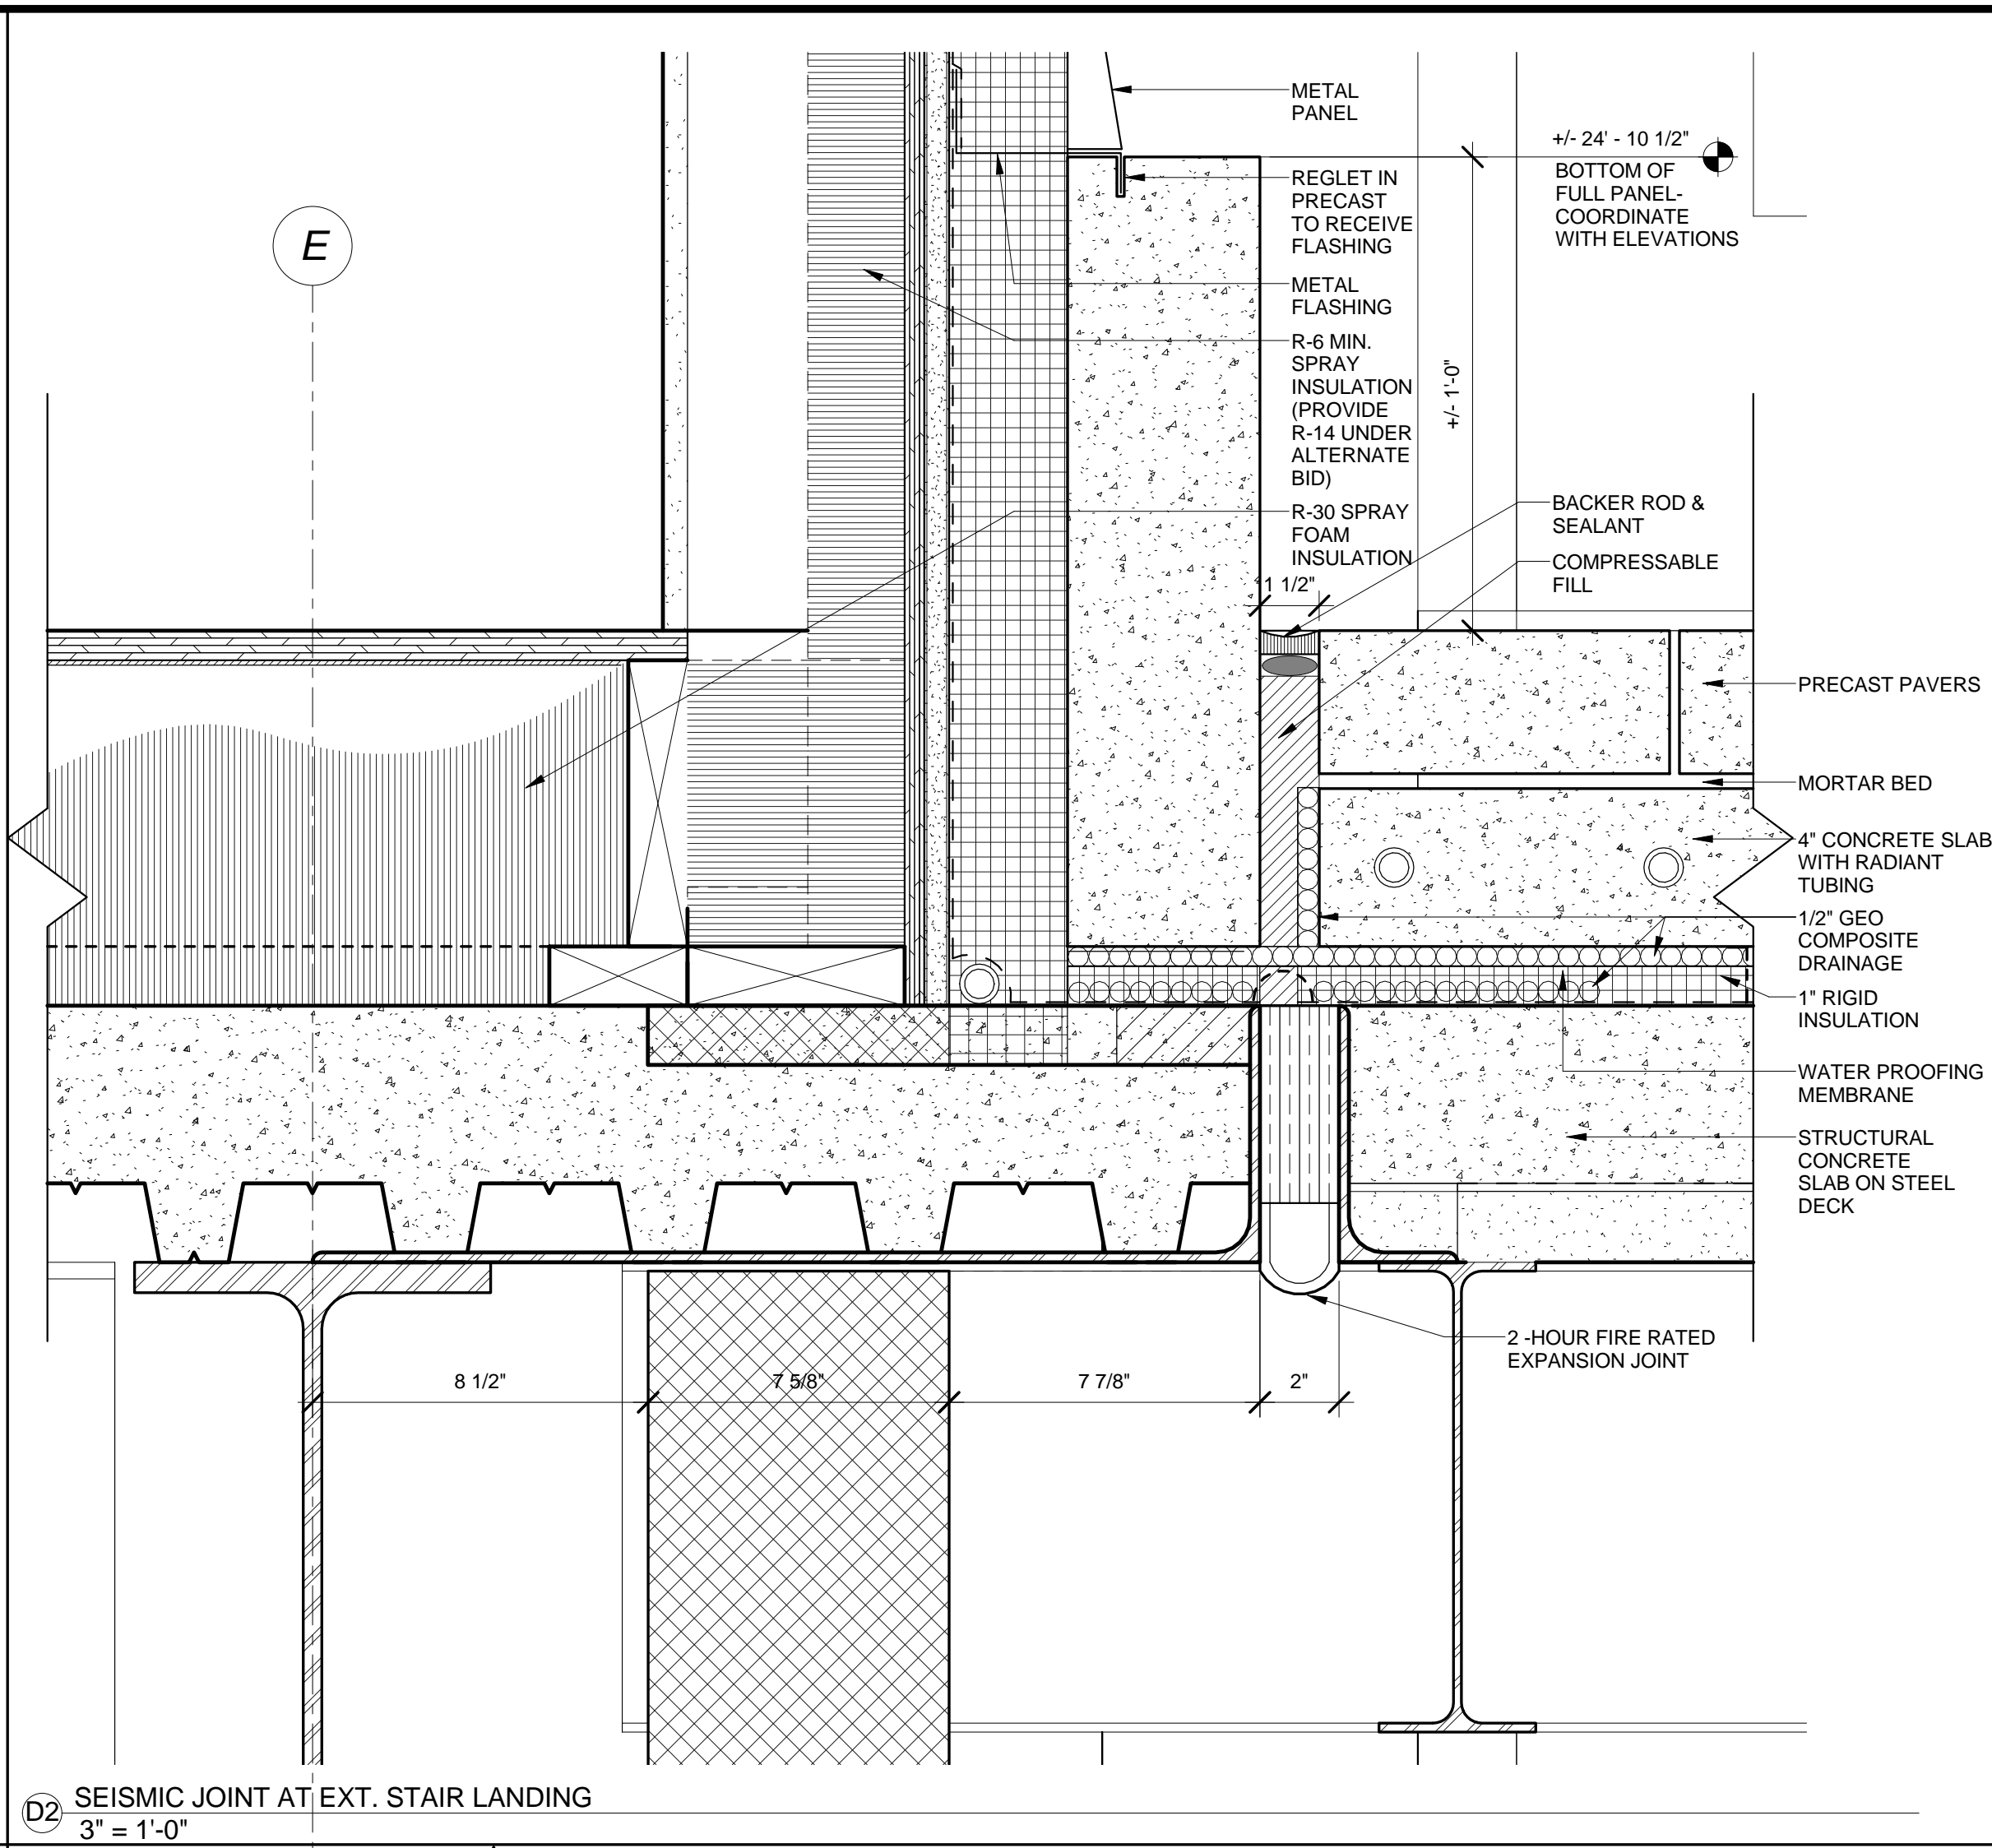 METAL
PANEL
+/- 24' - 10 1/2"
BOTTOM OF
FULL PANEL-
COORDINATE
WITH ELEVATIONS
REGLET IN
PRECAST
TO RECEIVE
FLASHING
E
METAL
FLASHING
R-6 MIN.
SPRAY
INSULATION
(PROVIDE
R-14 UNDER
ALTERNATE
BID)
+/- 1'-0"
R-30 SPRAY
FOAM
INSULATION
BACKER ROD &
SEALANT
COMPRESSABLE
FILL
1 1/2"
PRECAST PAVERS
MORTAR BED
4" CONCRETE SLAB
WITH RADIANT
TUBING
1/2" GEO
COMPOSITE
DRAINAGE
1" RIGID
INSULATION
WATER PROOFING
MEMBRANE
STRUCTURAL
CONCRETE
SLAB ON STEEL
DECK
2 -HOUR FIRE RATED
EXPANSION JOINT
8 1/2"
7 5/8"
7 7/8"
2"
D2
SEISMIC JOINT AT EXT. STAIR LANDING
3" = 1'-0"